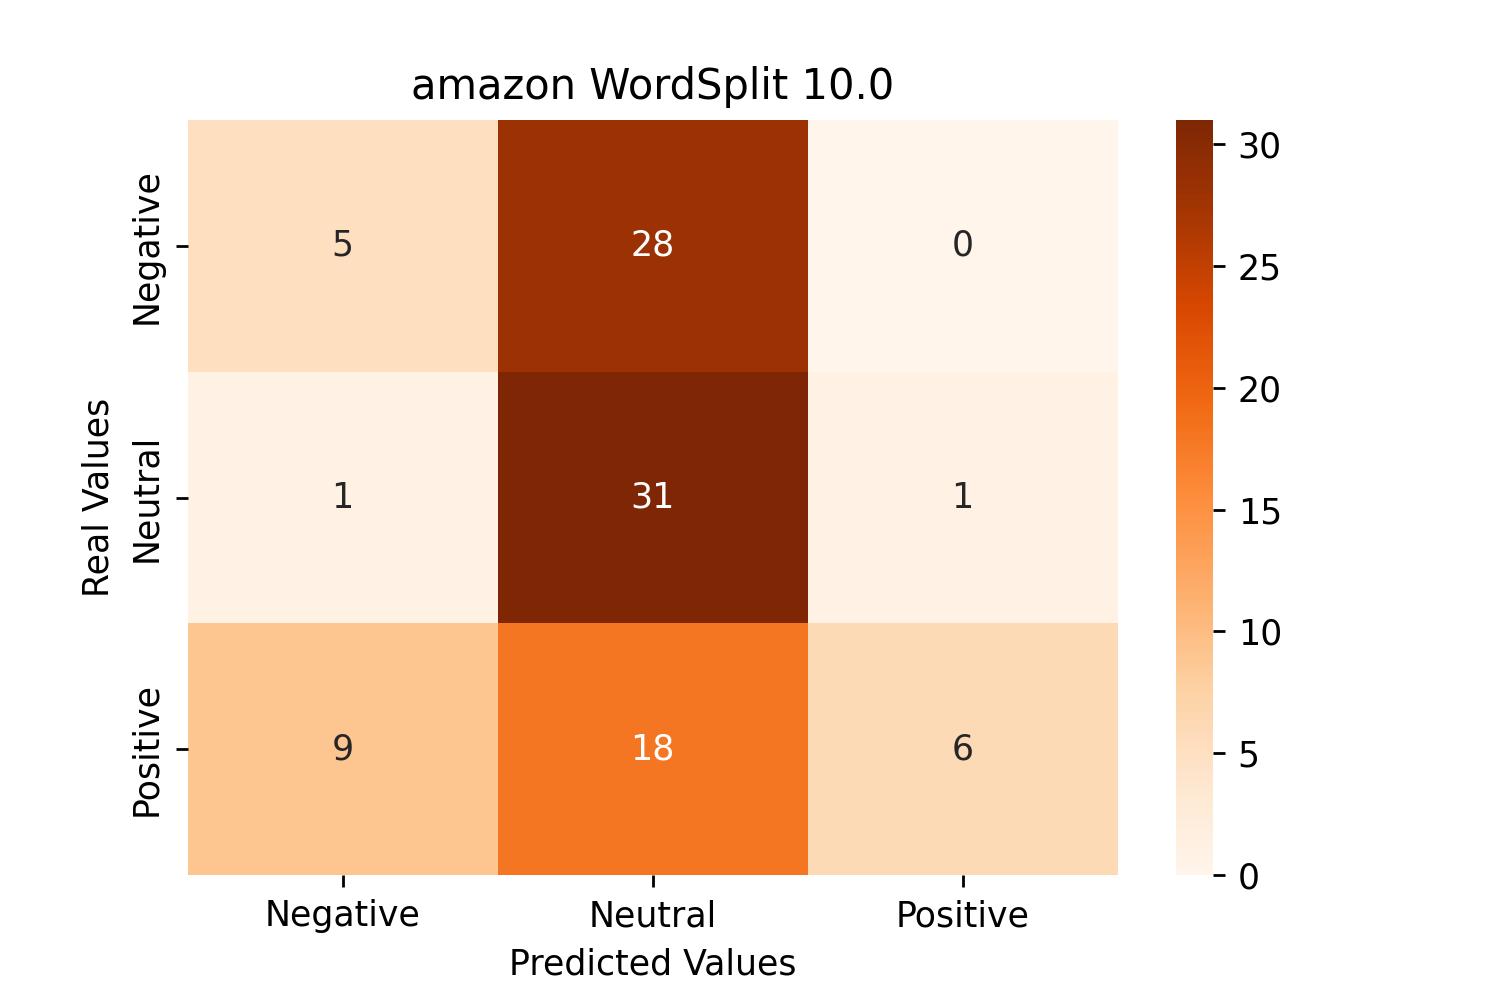 amazon WordSplit 10.0
Real Values
Negative
5 28 0
Neutral
1 31 1
Positive
9 18 6
Negative Neutral Positive
Predicted Values
30
25
20
15
10
5
0